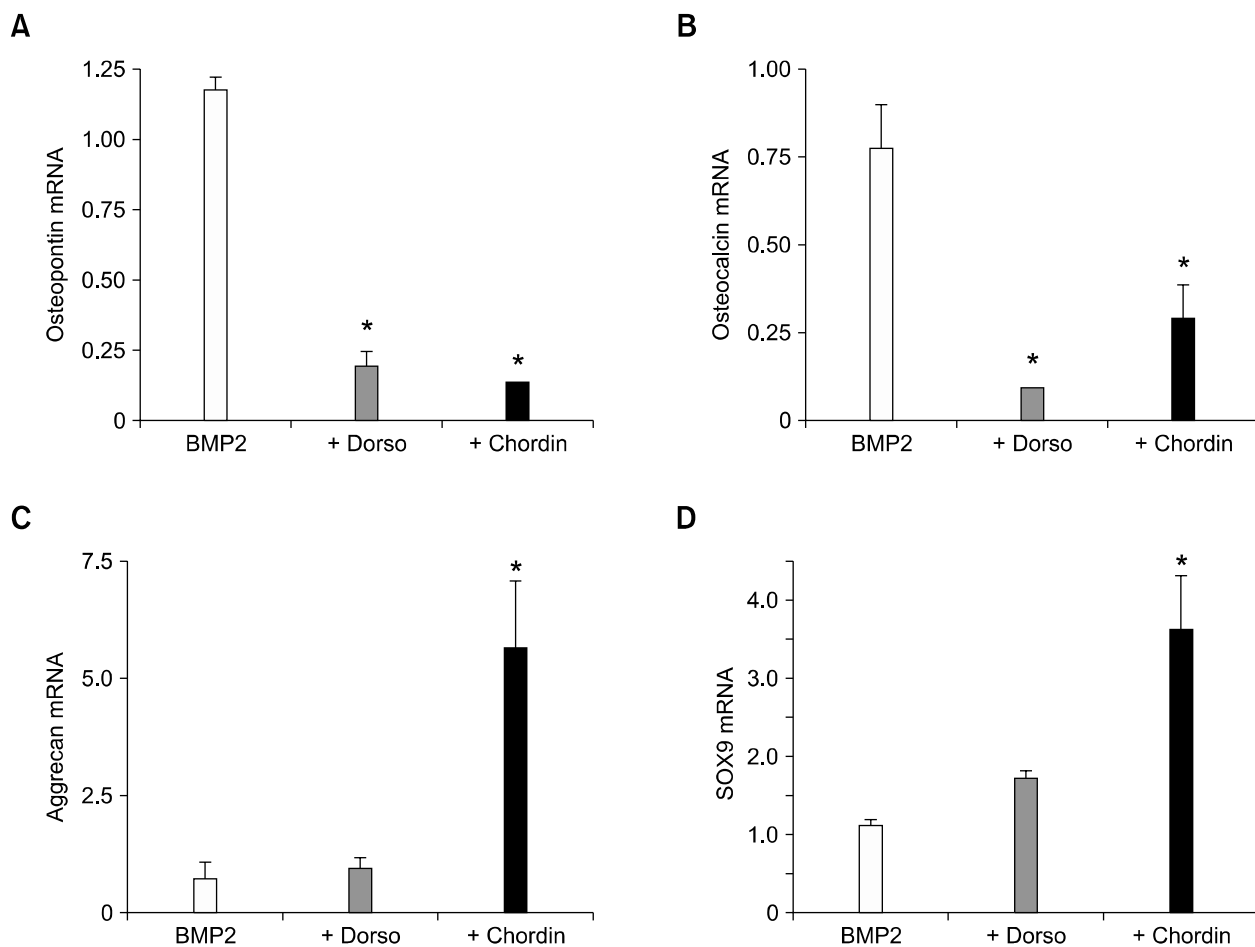 A
Osteopontin mRNA
1.25
1.00
0.75
0.50
0.25
0
*
*
BMP2
+ Dorso
+ Chordin
B
Osteocalcin mRNA
1.00
0.75
0.50
0.25
0
*
*
BMP2
+ Dorso
+ Chordin
C
Aggrecan mRNA
7.5
5.0
2.5
0
*
BMP2
+ Dorso
+ Chordin
D
SOX9 mRNA
4.0
3.0
2.0
1.0
0
*
BMP2
+ Dorso
+ Chordin